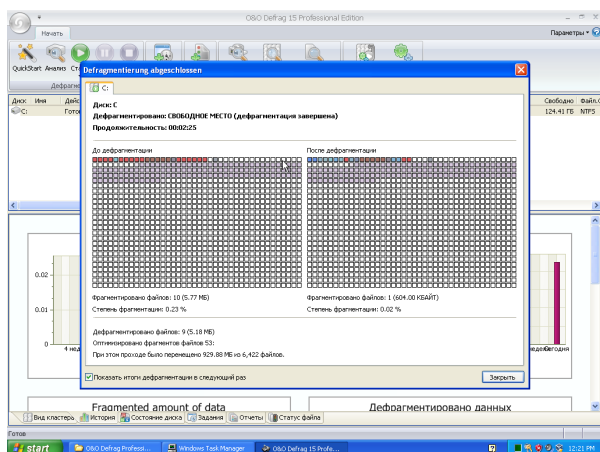 O&O Defrag 15 Professional Edition
Начать
Параметры
QuickStart Анализ
Defragmentierung abgeschlossen
C:
Диск Имя
Свободно
C:
124.41 ГБ NTFS
Диск: C
Дефрагментировано: СВОБОДНОЕ МЕСТО (дефрагментация завершена)
Продолжительность: 00:02:25
До дефрагментации
После дефрагментации
Фрагментировано файлов: 10 (5.77 МБ)
Фрагментировано файлов: 1 (604.00 КБАЙТ)
Степень фрагментации: 0.23 %
Степень фрагментации: 0.02 %
Дефрагментировано файлов: 9 (5.18 МБ)
Оптимизировано фрагментов файлов 53:
При этом проходе было перемещено 929.88 МБ из 6,422 файлов.
Показать итоги дефрагментации в следующий раз
Закрыть
0.02
0.01
0
Fragmented amount of data
Дефрагментировано данных
Вид кластера История Состояние диска Задания Отчеты Статус файла
Готов
start
O&O Defrag Professi...
Windows Task Manager
O&O Defrag 15 Profe...
12:21 PM